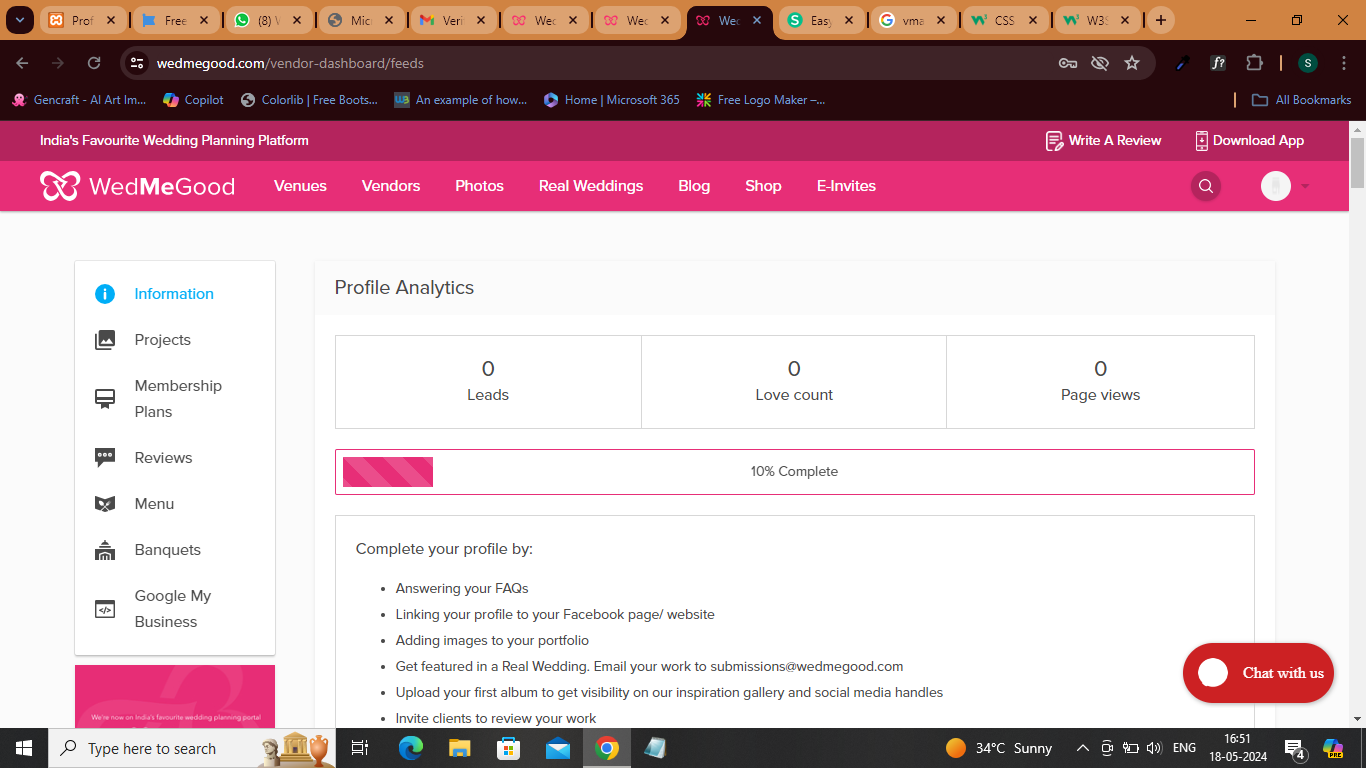 Prof
Free
(8) V
Micr
Veri
Wec
Wec
Wec
Easy
vma
CSS
W3S
wedmegood.com/vendor-dashboard/feeds
f?
S
Gencraft - AI Art Im...
Copilot
Colorlib | Free Boots...
An example of how...
Home | Microsoft 365
Free Logo Maker –...
All Bookmarks
India's Favourite Wedding Planning Platform
Write A Review
Download App
WedMeGood
Venues
Vendors
Photos
Real Weddings
Blog
Shop
E-Invites
Information
Projects
Membership
Plans
Reviews
Menu
Banquets
Google My
Business
Profile Analytics
0
Leads
0
Love count
0
Page views
10% Complete
Complete your profile by:
• Answering your FAQs
• Linking your profile to your Facebook page/ website
• Adding images to your portfolio
• Get featured in a Real Wedding. Email your work to submissions@wedmegood.com
• Upload your first album to get visibility on our inspiration gallery and social media handles
• Invite clients to review your work
We're now on India's favourite wedding planning portal
Chat with us
Type here to search
34°C Sunny
ENG
16:51
18-05-2024
4
PRE